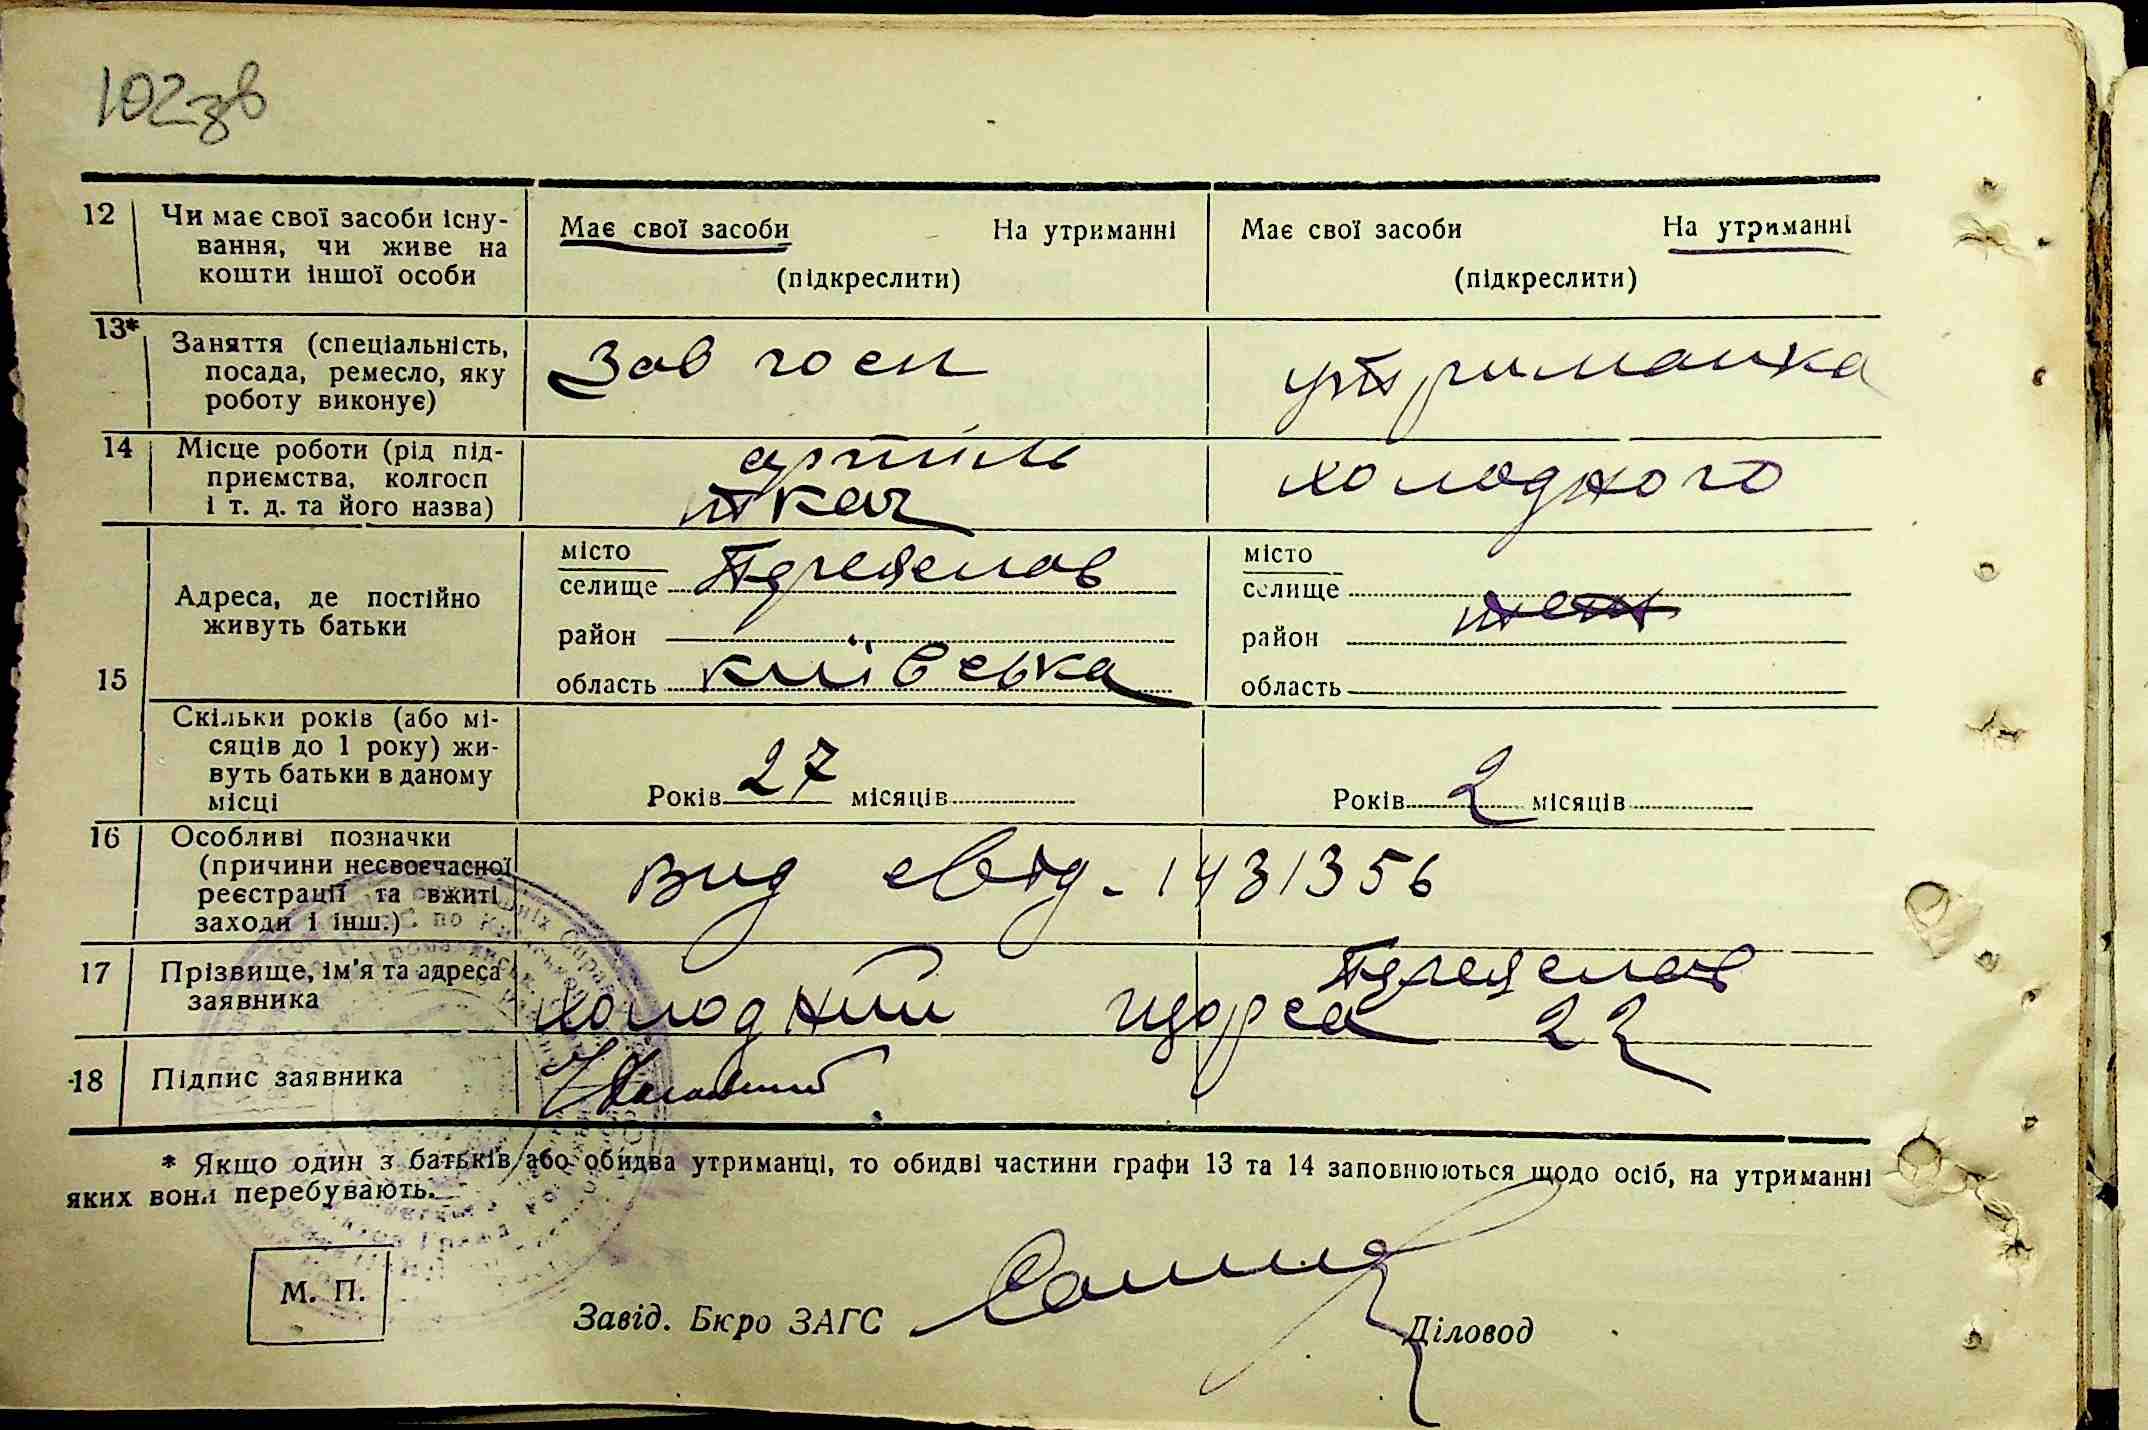 102зв
12 Чи має свої засоби існу-
вання, чи живе на
кошти іншої особи
Має свої засоби На утриманні
(підкреслити)
Має свої засоби На утриманні
(підкреслити)
13* Заняття (спеціальність,
посада, ремесло, яку
роботу виконує)
Зав госп
утриманка
14 Місце роботи (рід під-
приємства, колгосп
і т. д. та його назва)
артіль
ткач
холодного
15
Адреса, де постійно
живуть батьки
місто
селище Переяслав
район
область київська
місто
селище
район
область
Скільки років (або мі-
сяців до 1 року) жи-
вуть батьки в даному
місці
Років 27 місяців
Років 2 місяців
16 Особливі позначки
(причини несвоєчасної
реєстрації та вжиті
заходи і інш.)
вид свід. 1431356
17 Прізвище, ім'я та адреса
заявника
холодний Переяслав
щорса 22
18 Підпис заявника
* Якщо один з батьків або обидва утриманці, то обидві частини графи 13 та 14 заповнюються щодо осіб, на утриманні
яких вони перебувають.
М. П.
Завід. Бюро ЗАГС
Діловод